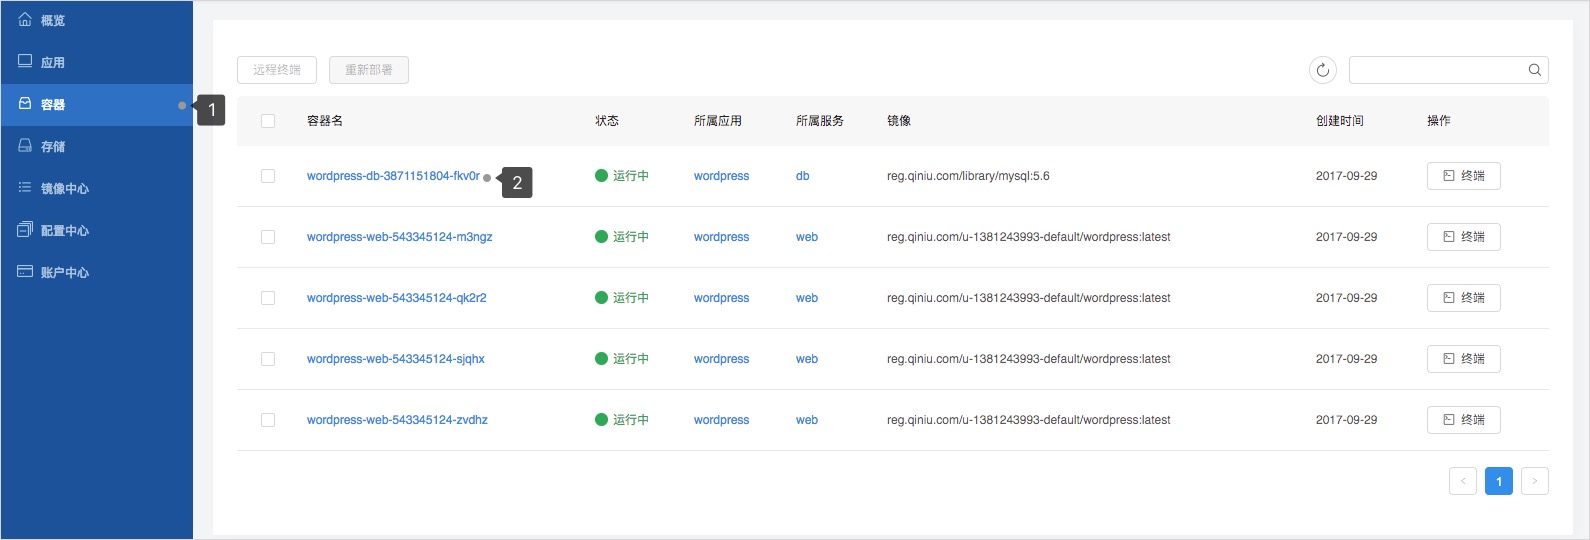 概览
应用
容器
1
存储
镜像中心
配置中心
账户中心
远程终端 重新部署
容器名 状态 所属应用 所属服务 镜像 创建时间 操作
wordpress-db-3871151804-fkv0r 2 运行中 wordpress db reg.qiniu.com/library/mysql:5.6 2017-09-29 终端
wordpress-web-543345124-m3ngz 运行中 wordpress web reg.qiniu.com/u-1381243993-default/wordpress:latest 2017-09-29 终端
wordpress-web-543345124-qk2r2 运行中 wordpress web reg.qiniu.com/u-1381243993-default/wordpress:latest 2017-09-29 终端
wordpress-web-543345124-sjqhx 运行中 wordpress web reg.qiniu.com/u-1381243993-default/wordpress:latest 2017-09-29 终端
wordpress-web-543345124-zvdhz 运行中 wordpress web reg.qiniu.com/u-1381243993-default/wordpress:latest 2017-09-29 终端
< 1 >